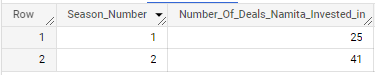 Row Season_Number Number_Of_Deals_Namita_Invested_in
1 1 25
2 2 41